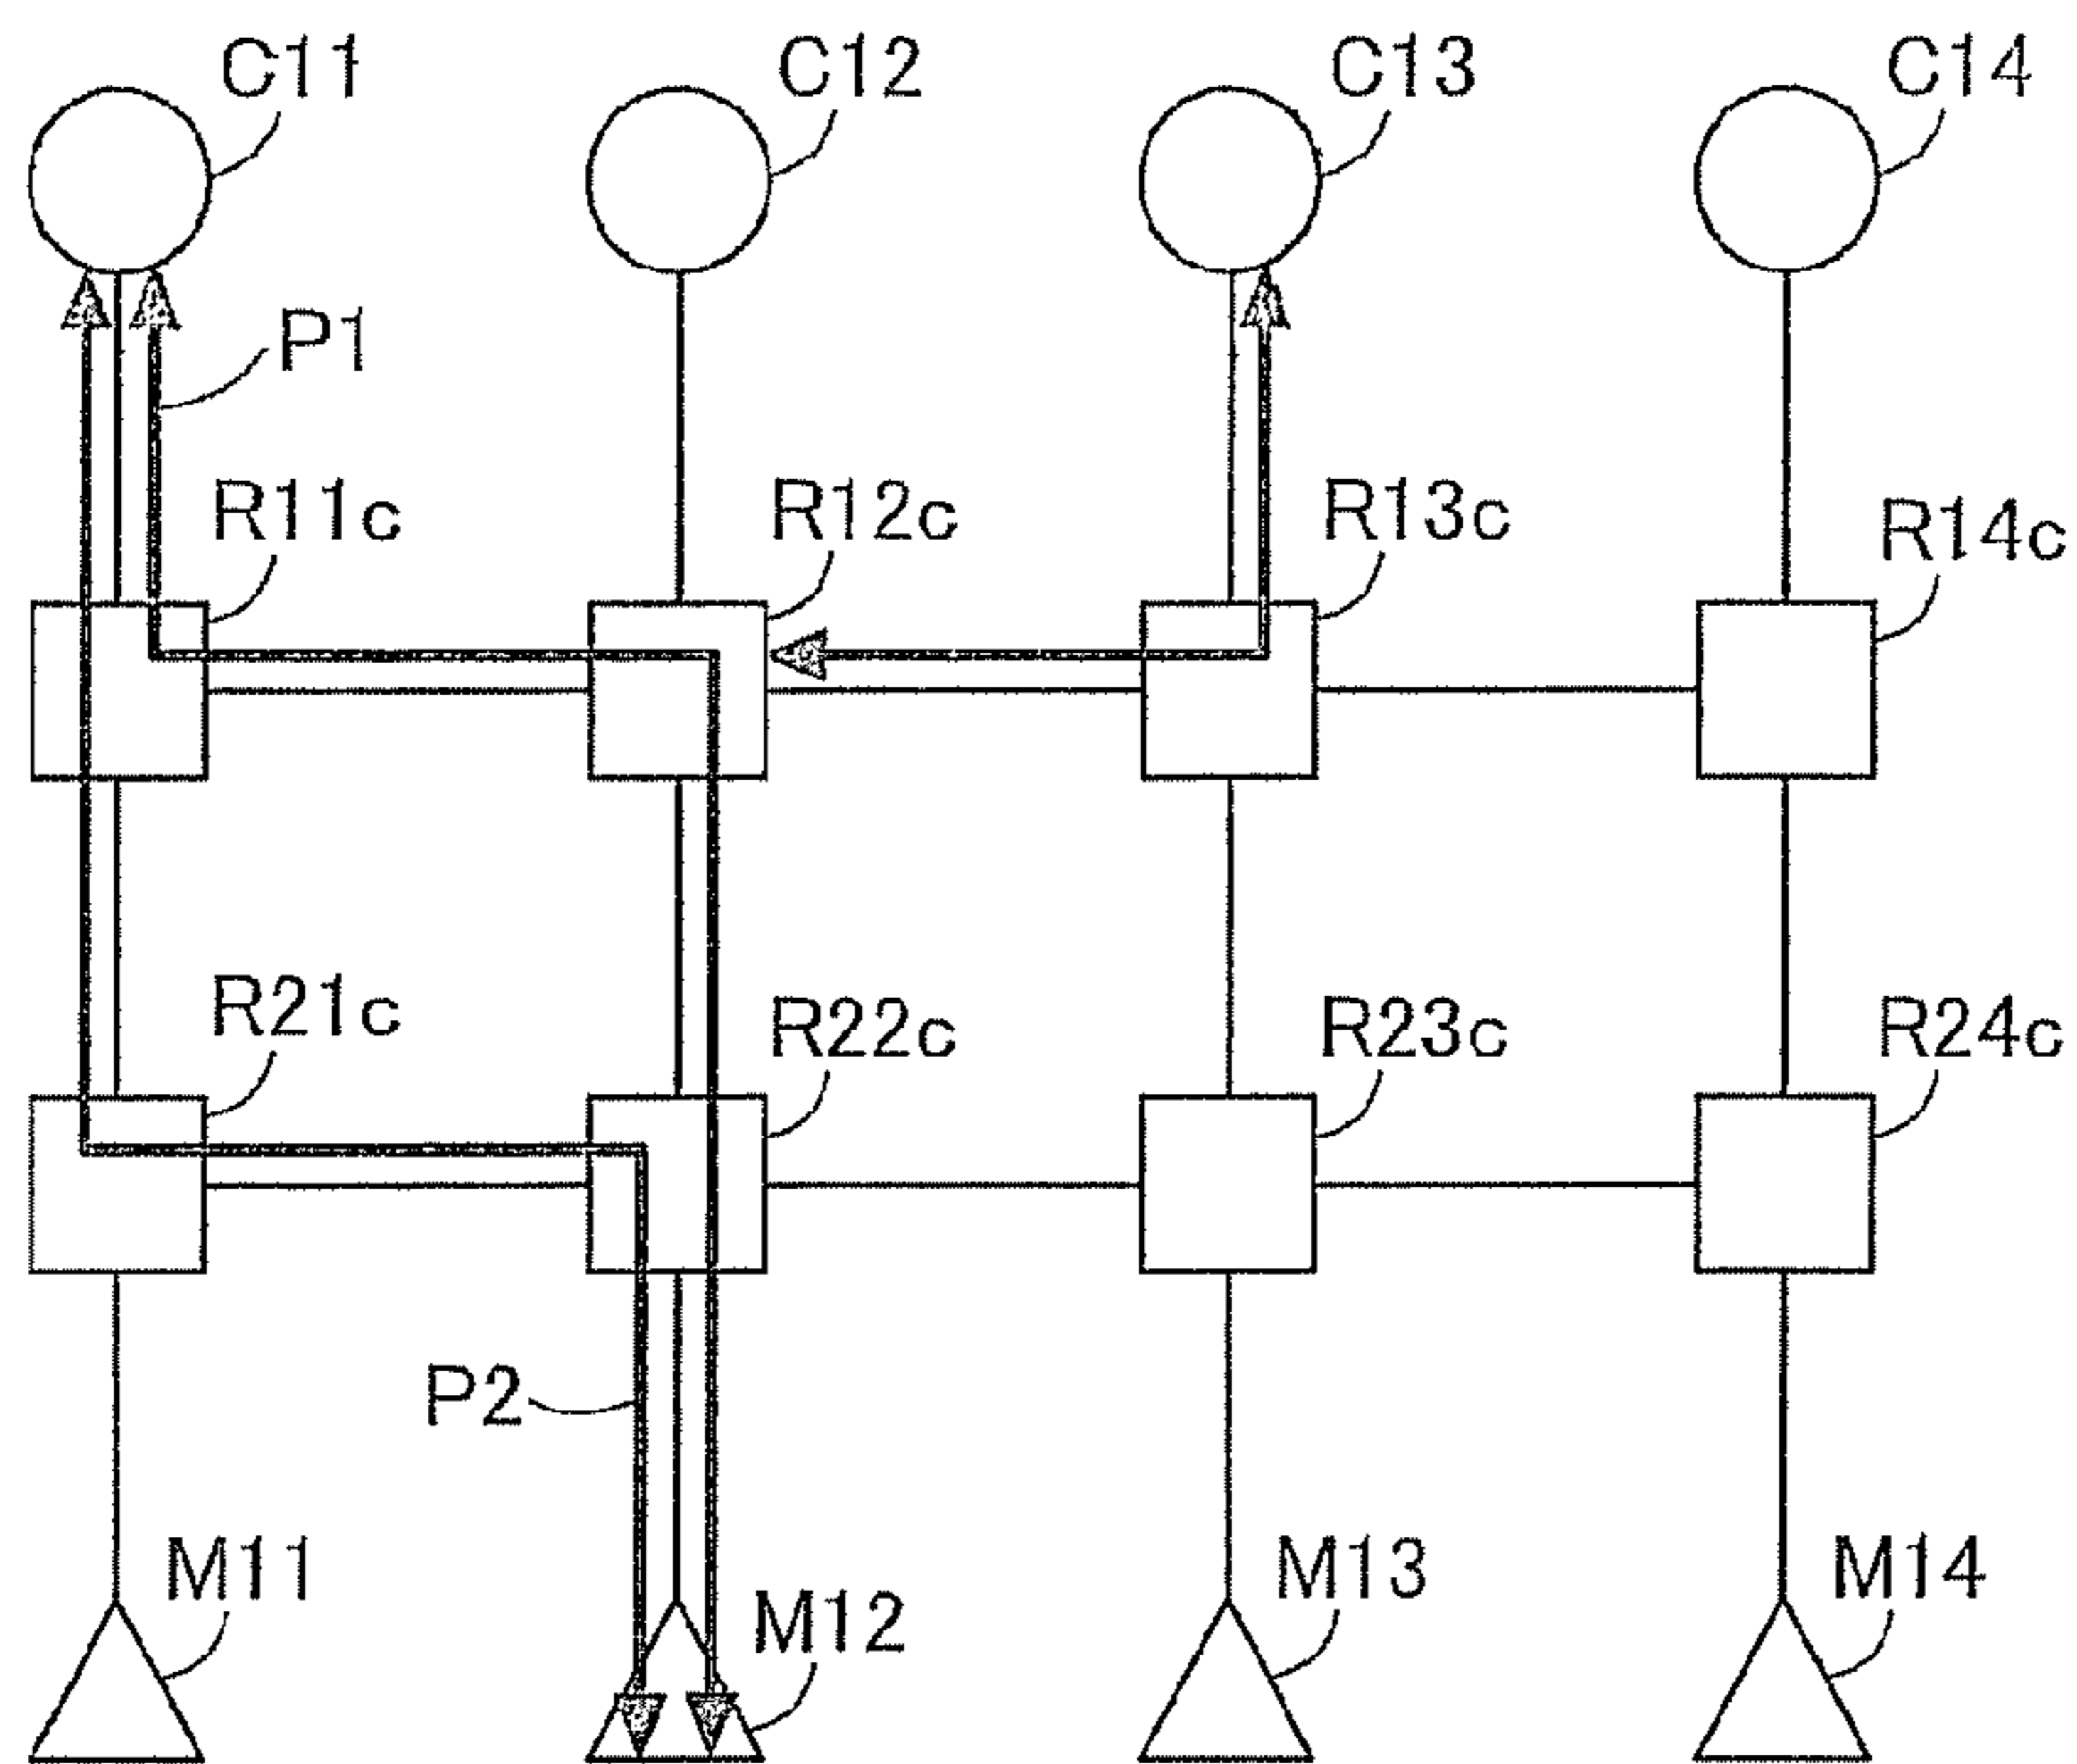 C11 C12 C13 C14
P1
R11c R12c R13c R14c
R21c R22c R23c R24c
P2
M11 M12 M13 M14